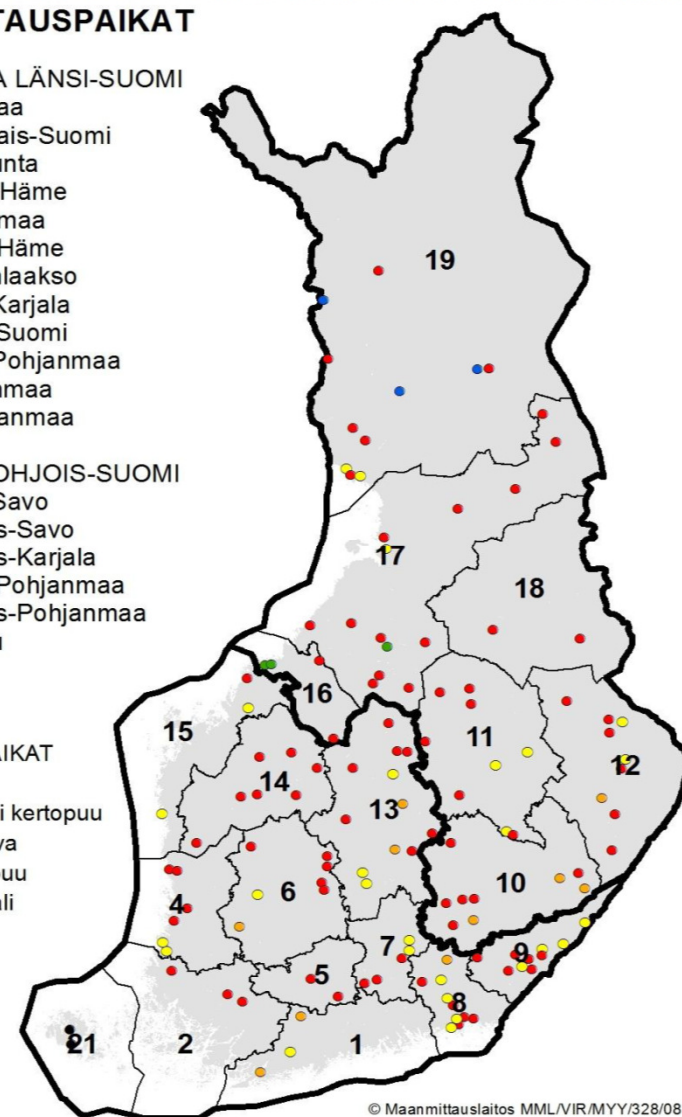 TAUSPAIKAT
A LÄNSI-SUOMI
aa
ais-Suomi
nta
Häme
maa
Häme
laakso
Karjala
Suomi
Pohjanmaa
maa
anmaa
OHJOIS-SUOMI
Savo
s-Savo
s-Karjala
Pohjanmaa
s-Pohjanmaa
AIKAT
i kertopuu
va
uu
ali
19
17
18
16
15
11
12
14
13
10
6
4
7
9
5
8
21
2
1
© Maanmittauslaitos MML/VIR/MYY/328/08